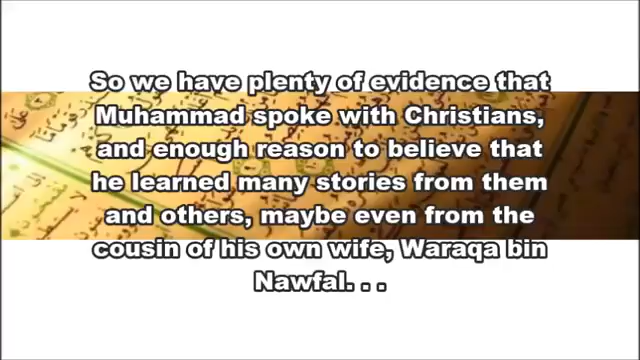 So we have plenty of evidence that
Muhammad spoke with Christians,
and enough reason to believe that
he learned many stories from them
and others, maybe even from the
cousin of his own wife, Waraqa bin
Nawfal. . .